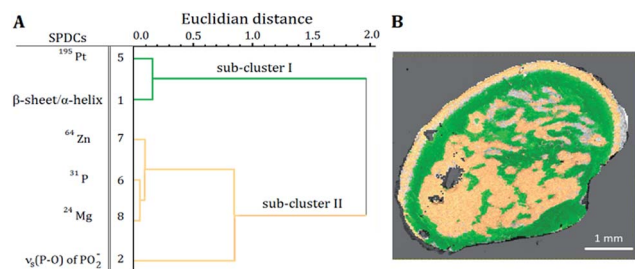 A
Euclidian distance
B
SPDCs
0.0 0.5 1.0 1.5 2.0
¹⁹⁵Pt 5
sub-cluster I
β-sheet/α-helix 1
⁶⁴Zn 7
³¹P 6
²⁴Mg 8
sub-cluster II
νₛ(P-O) of PO₂⁻ 2
1 mm